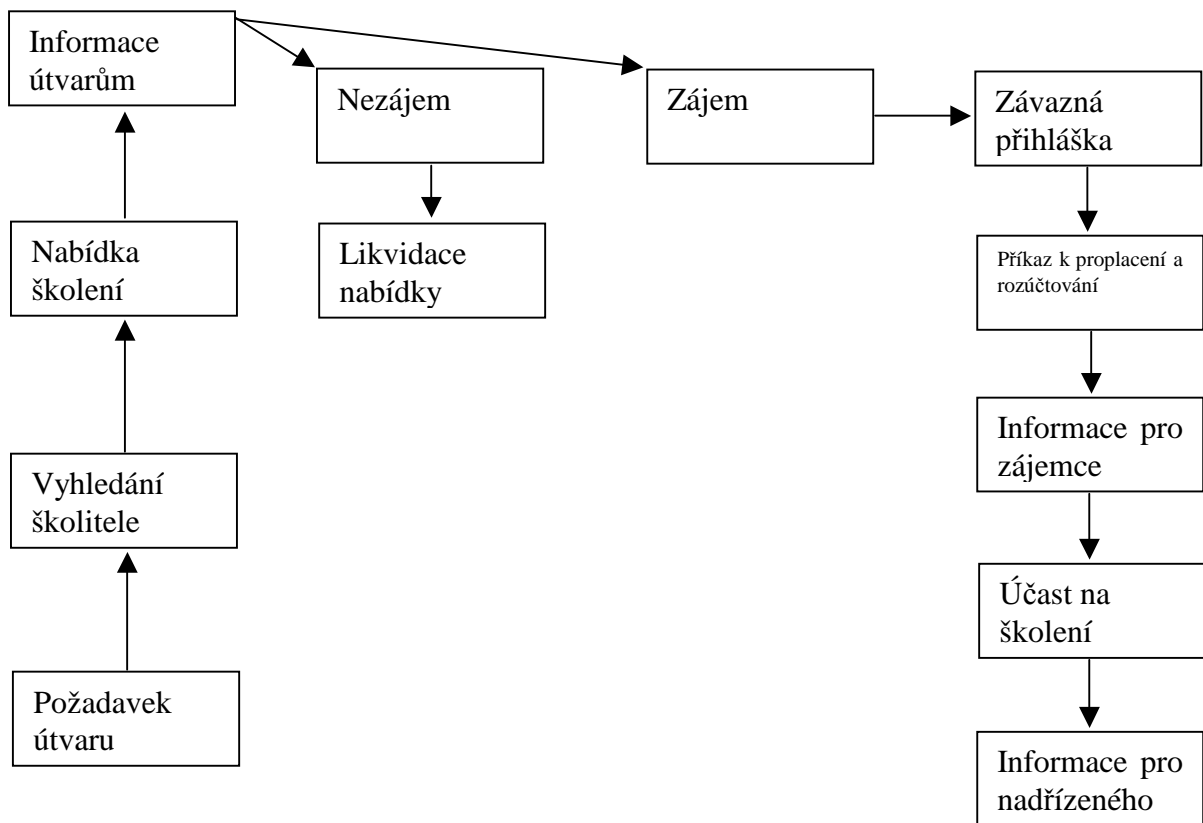 Informace
útvarům
Nezájem
Zájem
Závazná
přihláška
Nabídka
školení
Likvidace
nabídky
Příkaz k proplacení a
rozúčtování
Vyhledání
školitele
Informace pro
zájemce
Účast na
školení
Požadavek
útvaru
Informace pro
nadřízeného